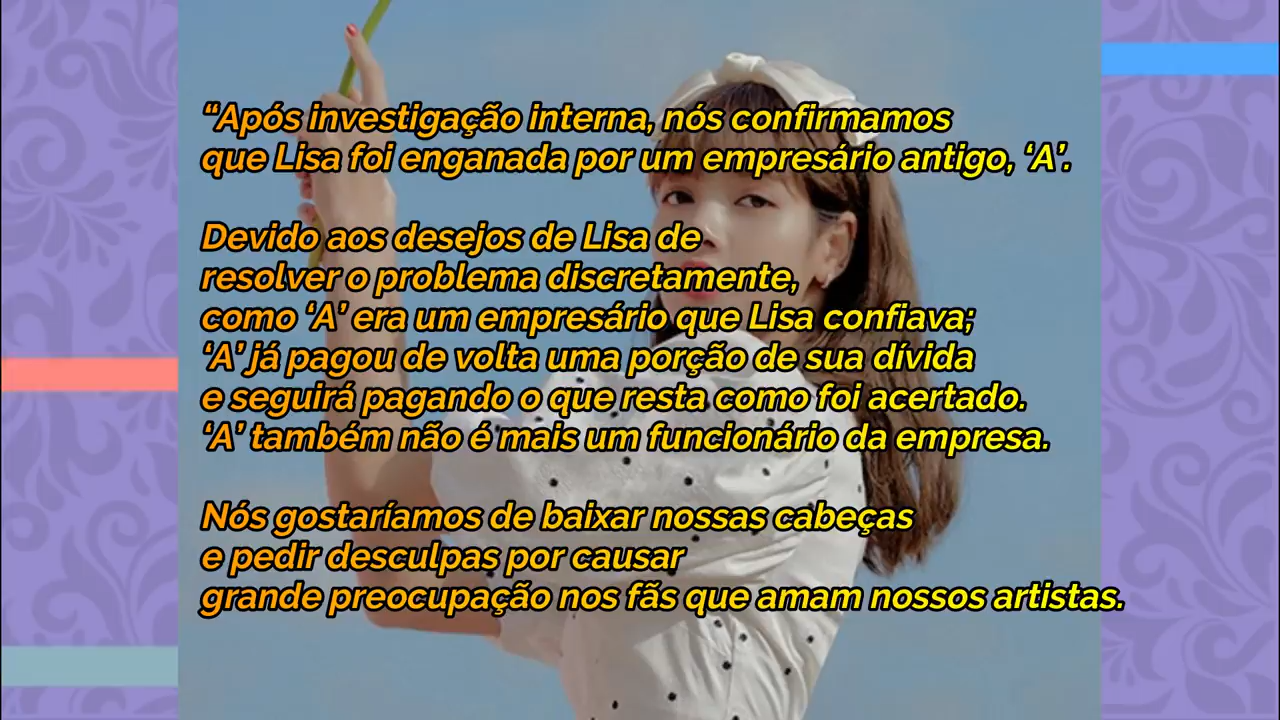 “Após investigação interna, nós confirmamos
que Lisa foi enganada por um empresário antigo, ‘A’.
Devido aos desejos de Lisa de
resolver o problema discretamente,
como ‘A’ era um empresário que Lisa confiava;
‘A’ já pagou de volta uma porção de sua dívida
e seguirá pagando o que resta como foi acertado.
‘A’ também não é mais um funcionário da empresa.
Nós gostaríamos de baixar nossas cabeças
e pedir desculpas por causar
grande preocupação nos fãs que amam nossos artistas.